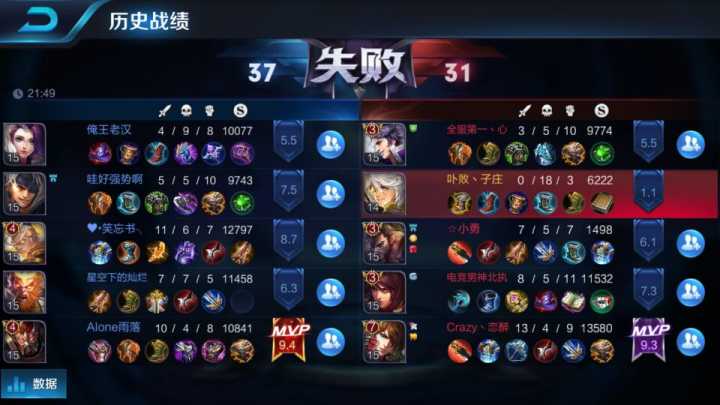 历史战绩
37 失败 31
21:49
俺王老汉 4 / 9 / 8 10077 5.5
15
哇好强势啊 5 / 5 / 10 9743 7.5
15
♥•笑忘书 11 / 6 / 7 12797 8.7
4 15
星空下的灿烂 7 / 7 / 5 11458 6.3
15
Alone雨落 10 / 4 / 8 10841 MVP 9.4
4 15
全服第一丶心 3 / 5 / 10 9774 5.5
3 15
卟败丶子庄 0 / 18 / 3 6222 1.1
14
☆小勇 7 / 5 / 7 1498 6.1
3 15
电竞男神北执 8 / 5 / 11 11532 7.3
3 15
Crazy丶恋醉 13 / 4 / 9 13580 MVP 9.3
7 15
数据